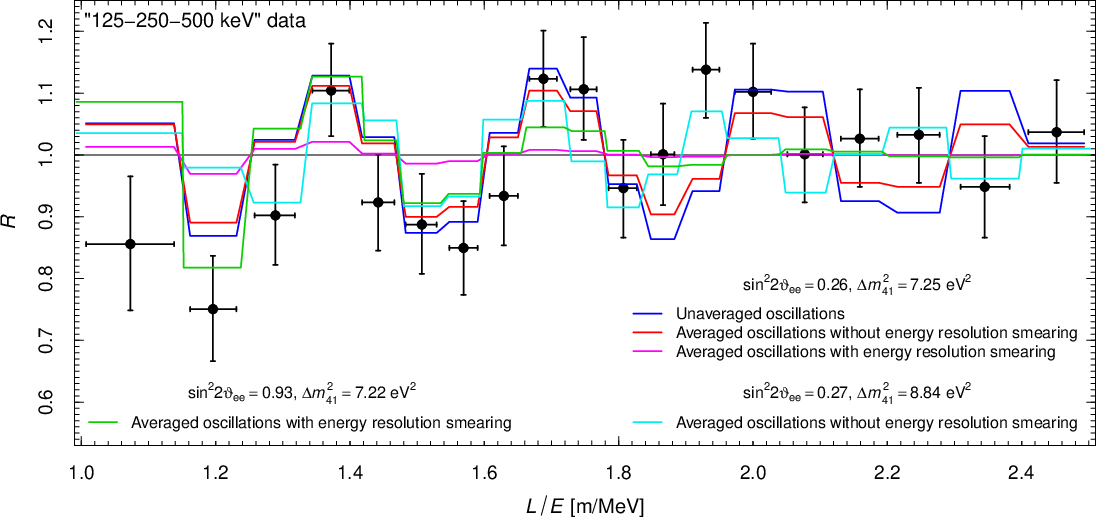 "125−250−500 keV" data
R
1.2
1.1
1.0
0.9
0.8
0.7
0.6
sin²2ϑee = 0.26, Δm²41 = 7.25 eV²
Unaveraged oscillations
Averaged oscillations without energy resolution smearing
Averaged oscillations with energy resolution smearing
sin²2ϑee = 0.93, Δm²41 = 7.22 eV²
Averaged oscillations with energy resolution smearing
sin²2ϑee = 0.27, Δm²41 = 8.84 eV²
Averaged oscillations without energy resolution smearing
1.0 1.2 1.4 1.6 1.8 2.0 2.2 2.4
L/E [m/MeV]